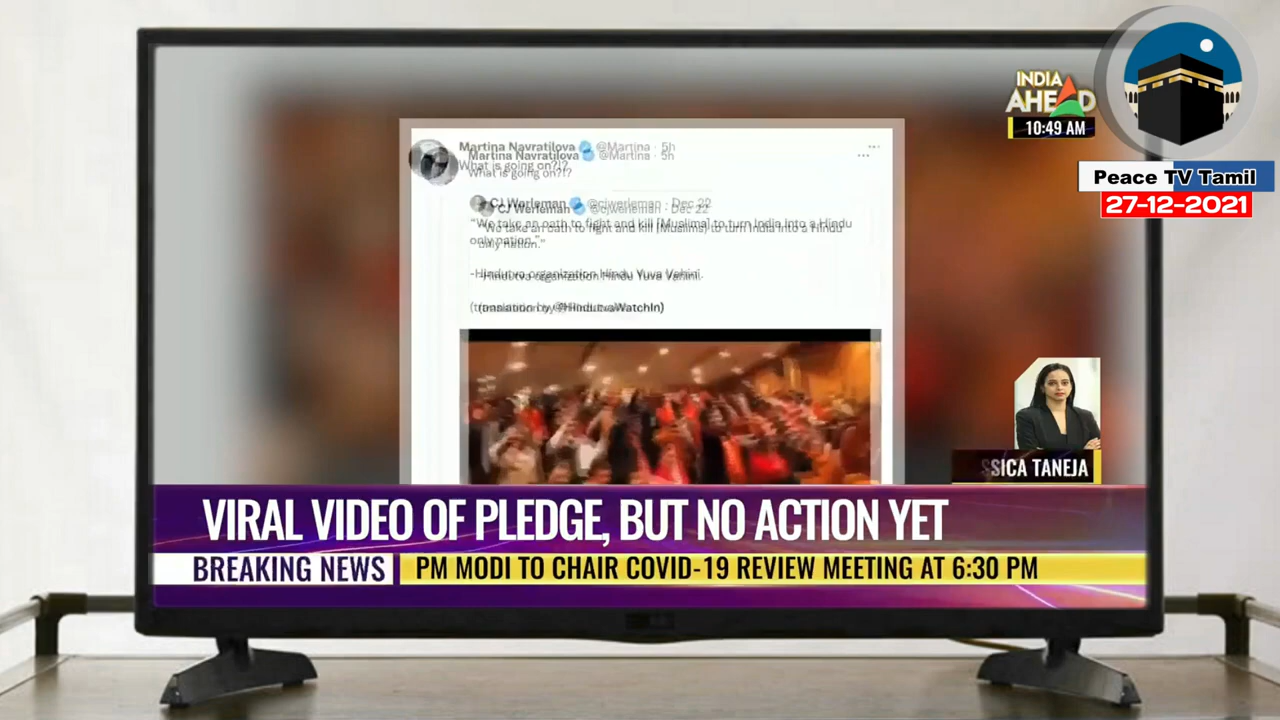 INDIA
AHEAD
10:49 AM
Peace TV Tamil
27-12-2021
Martina Navratilova @Martina · 5h
What is going on?!?
CJ Werleman @cjwerleman · Dec 22
"We take an oath to fight and kill [Muslims] to turn India into a Hindu
only nation."
-Hindutva organization Hindu Yuva Vahini.
(translation by @HindutvaWatchIn)
SSICA TANEJA
VIRAL VIDEO OF PLEDGE, BUT NO ACTION YET
BREAKING NEWS
PM MODI TO CHAIR COVID-19 REVIEW MEETING AT 6:30 PM